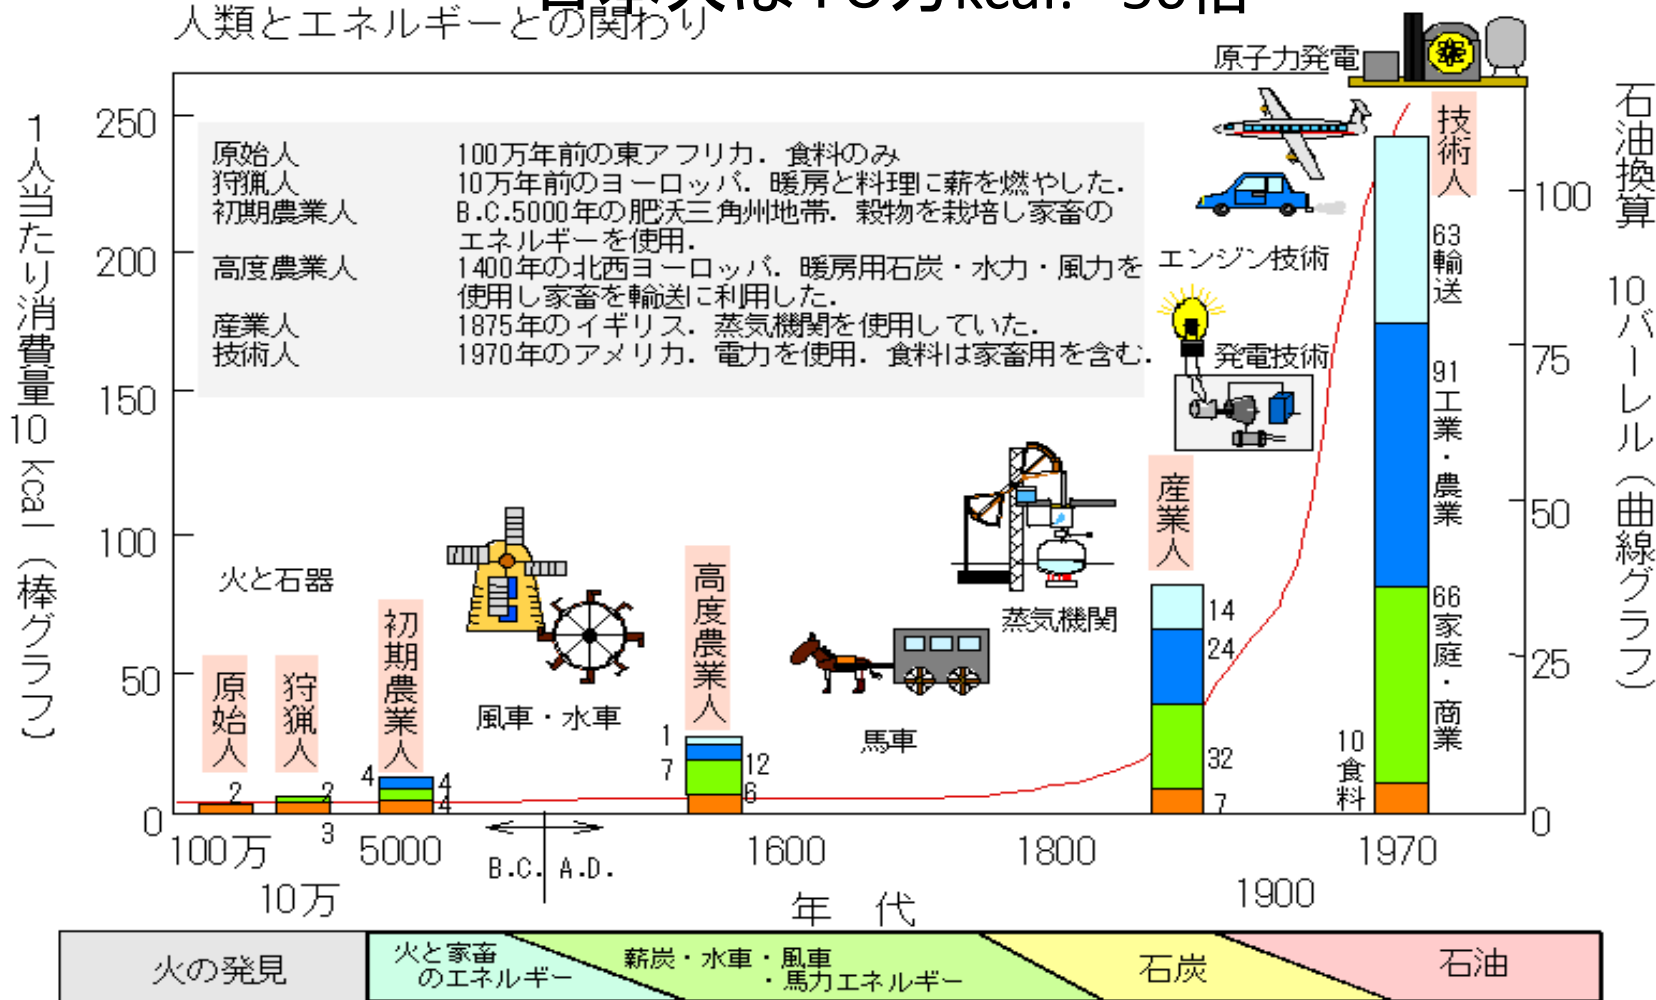 人類とエネルギーとの関わり
原子力発電
1人当たり消費量10 kcal（棒グラフ）
250
200
150
100
50
0
石油換算 10バーレル（曲線グラフ）
100
75
50
25
0
原始人 100万年前の東アフリカ．食料のみ
狩猟人 10万年前のヨーロッパ．暖房と料理に薪を燃やした．
初期農業人 B.C.5000年の肥沃三角州地帯．穀物を栽培し家畜の
エネルギーを使用．
高度農業人 1400年の北西ヨーロッパ．暖房用石炭・水力・風力を
使用し家畜を輸送に利用した．
産業人 1875年のイギリス．蒸気機関を使用していた．
技術人 1970年のアメリカ．電力を使用．食料は家畜用を含む．
エンジン技術
発電技術
火と石器
風車・水車
馬車
蒸気機関
原始人
2
狩猟人
2
3
初期農業人
4
4
4
高度農業人
1
7
12
6
産業人
14
24
32
7
技術人
63輸送
91工業・農業
66家庭・商業
10食料
100万
10万
5000
B.C. A.D.
1600
1800
1900
1970
年 代
火の発見
火と家畜
のエネルギー
薪炭・水車・風車
・馬力エネルギー
石炭
石油